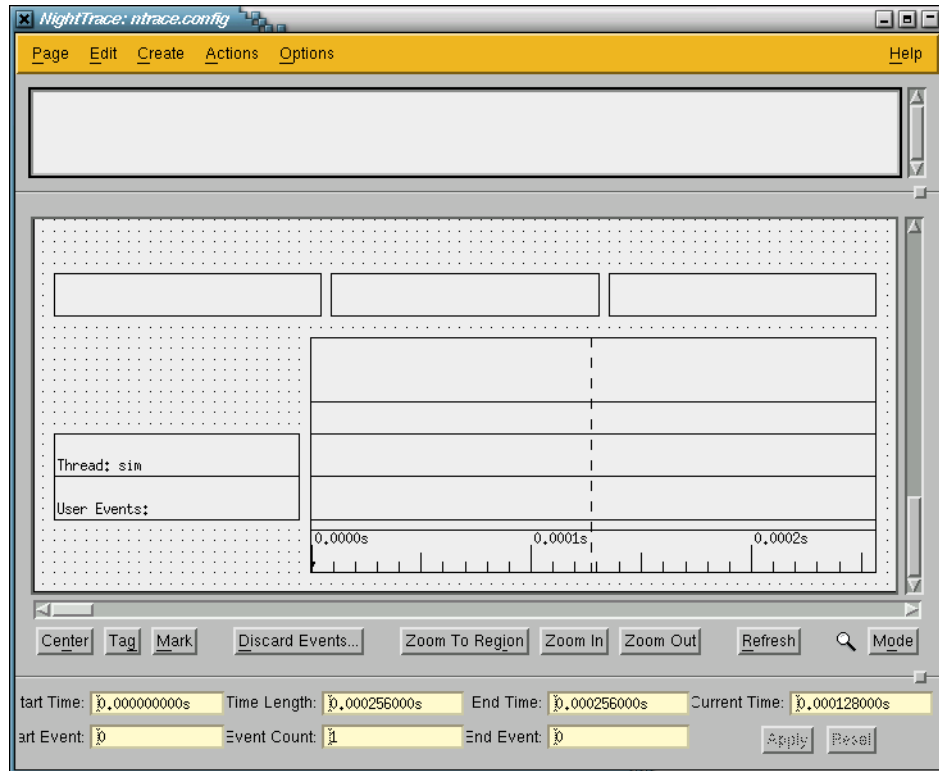 NightTrace: ntrace.config
Page Edit Create Actions Options Help
Thread: sim
User Events:
0.0000s 0.0001s 0.0002s
Center Tag Mark Discard Events... Zoom To Region Zoom In Zoom Out Refresh Mode
tart Time: 0.000000000s Time Length: 0.000256000s End Time: 0.000256000s Current Time: 0.000128000s
art Event: 0 Event Count: 1 End Event: 0 Apply Reset